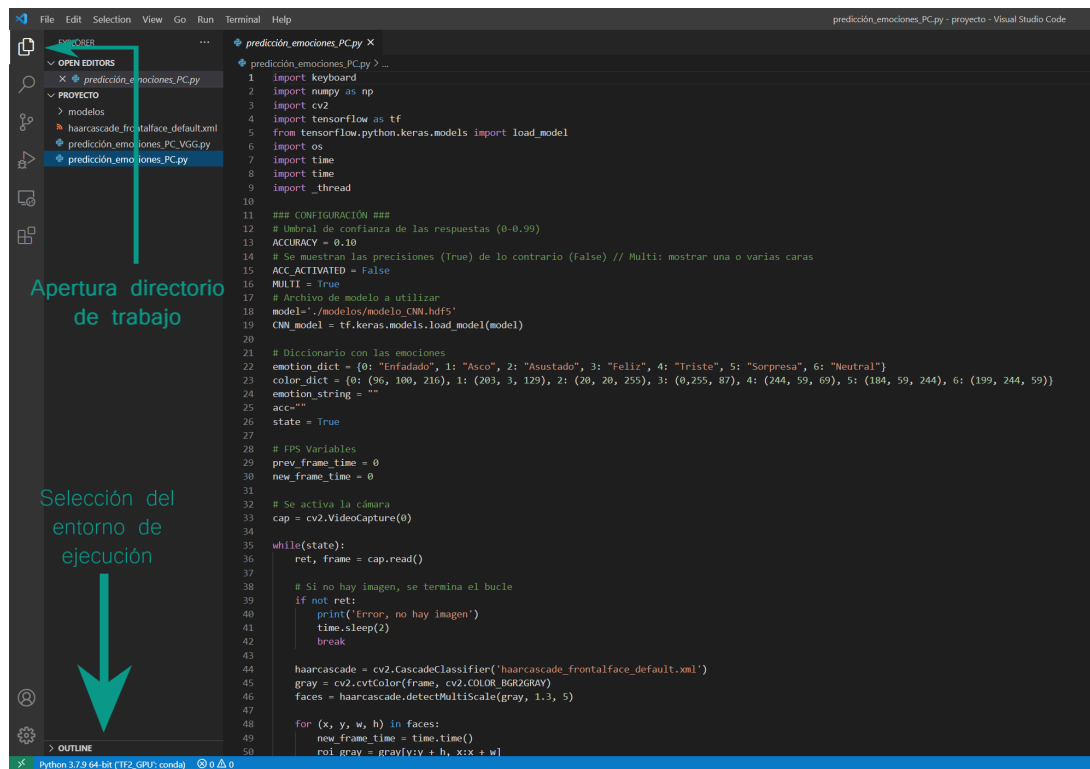 File Edit Selection View Go Run Terminal Help
predicción_emociones_PC.py - proyecto - Visual Studio Code
EXPLORER
OPEN EDITORS
predicción_emociones_PC.py
PROYECTO
modelos
haarcascade_frontalface_default.xml
predicción_emociones_PC_VGG.py
predicción_emociones_PC.py
Apertura directorio
de trabajo
Selección del
entorno de
ejecución
OUTLINE
predicción_emociones_PC.py
predicción_emociones_PC.py > ...
1 import keyboard
2 import numpy as np
3 import cv2
4 import tensorflow as tf
5 from tensorflow.python.keras.models import load_model
6 import os
7 import time
8 import time
9 import _thread
10
11 ### CONFIGURACIÓN ###
12 # Umbral de confianza de las respuestas (0-0.99)
13 ACCURACY = 0.10
14 # Se muestran las precisiones (True) de lo contrario (False) // Multi: mostrar una o varias caras
15 ACC_ACTIVATED = False
16 MULTI = True
17 # Archivo de modelo a utilizar
18 model='./modelos/modelo_CNN.hdf5'
19 CNN_model = tf.keras.models.load_model(model)
20
21 # Diccionario con las emociones
22 emotion_dict = {0: "Enfadado", 1: "Asco", 2: "Asustado", 3: "Feliz", 4: "Triste", 5: "Sorpresa", 6: "Neutral"}
23 color_dict = {0: (96, 100, 216), 1: (203, 3, 129), 2: (20, 20, 255), 3: (0,255, 87), 4: (244, 59, 69), 5: (184, 59, 244), 6: (199, 244, 59)}
24 emotion_string = ""
25 acc=""
26 state = True
27
28 # FPS Variables
29 prev_frame_time = 0
30 new_frame_time = 0
31
32 # Se activa la cámara
33 cap = cv2.VideoCapture(0)
34
35 while(state):
36 ret, frame = cap.read()
37
38 # Si no hay imagen, se termina el bucle
39 if not ret:
40 print('Error, no hay imagen')
41 time.sleep(2)
42 break
43
44 haarcascade = cv2.CascadeClassifier('haarcascade_frontalface_default.xml')
45 gray = cv2.cvtColor(frame, cv2.COLOR_BGR2GRAY)
46 faces = haarcascade.detectMultiScale(gray, 1.3, 5)
47
48 for (x, y, w, h) in faces:
49 new_frame_time = time.time()
50 roi_gray = gray[y:y + h, x:x + w]
Python 3.7.9 64-bit ('TF2_GPU': conda) 0 0